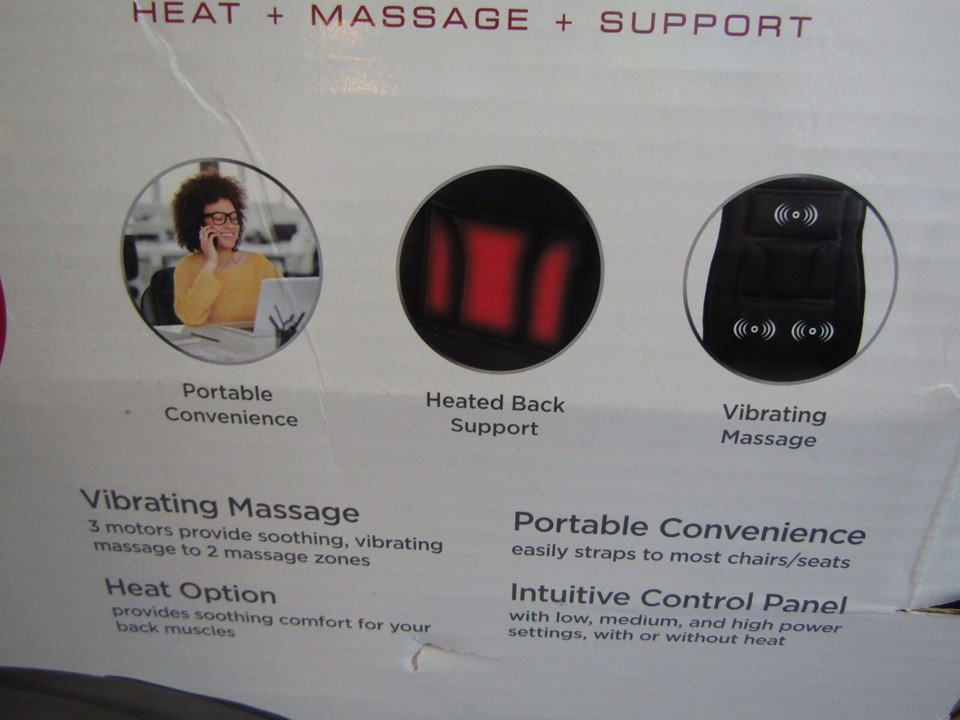 HEAT + MASSAGE + SUPPORT
Portable
Convenience
Heated Back
Support
Vibrating
Massage
Vibrating Massage
3 motors provide soothing, vibrating
massage to 2 massage zones
Heat Option
provides soothing comfort for your
back muscles
Portable Convenience
easily straps to most chairs/seats
Intuitive Control Panel
with low, medium, and high power
settings, with or without heat